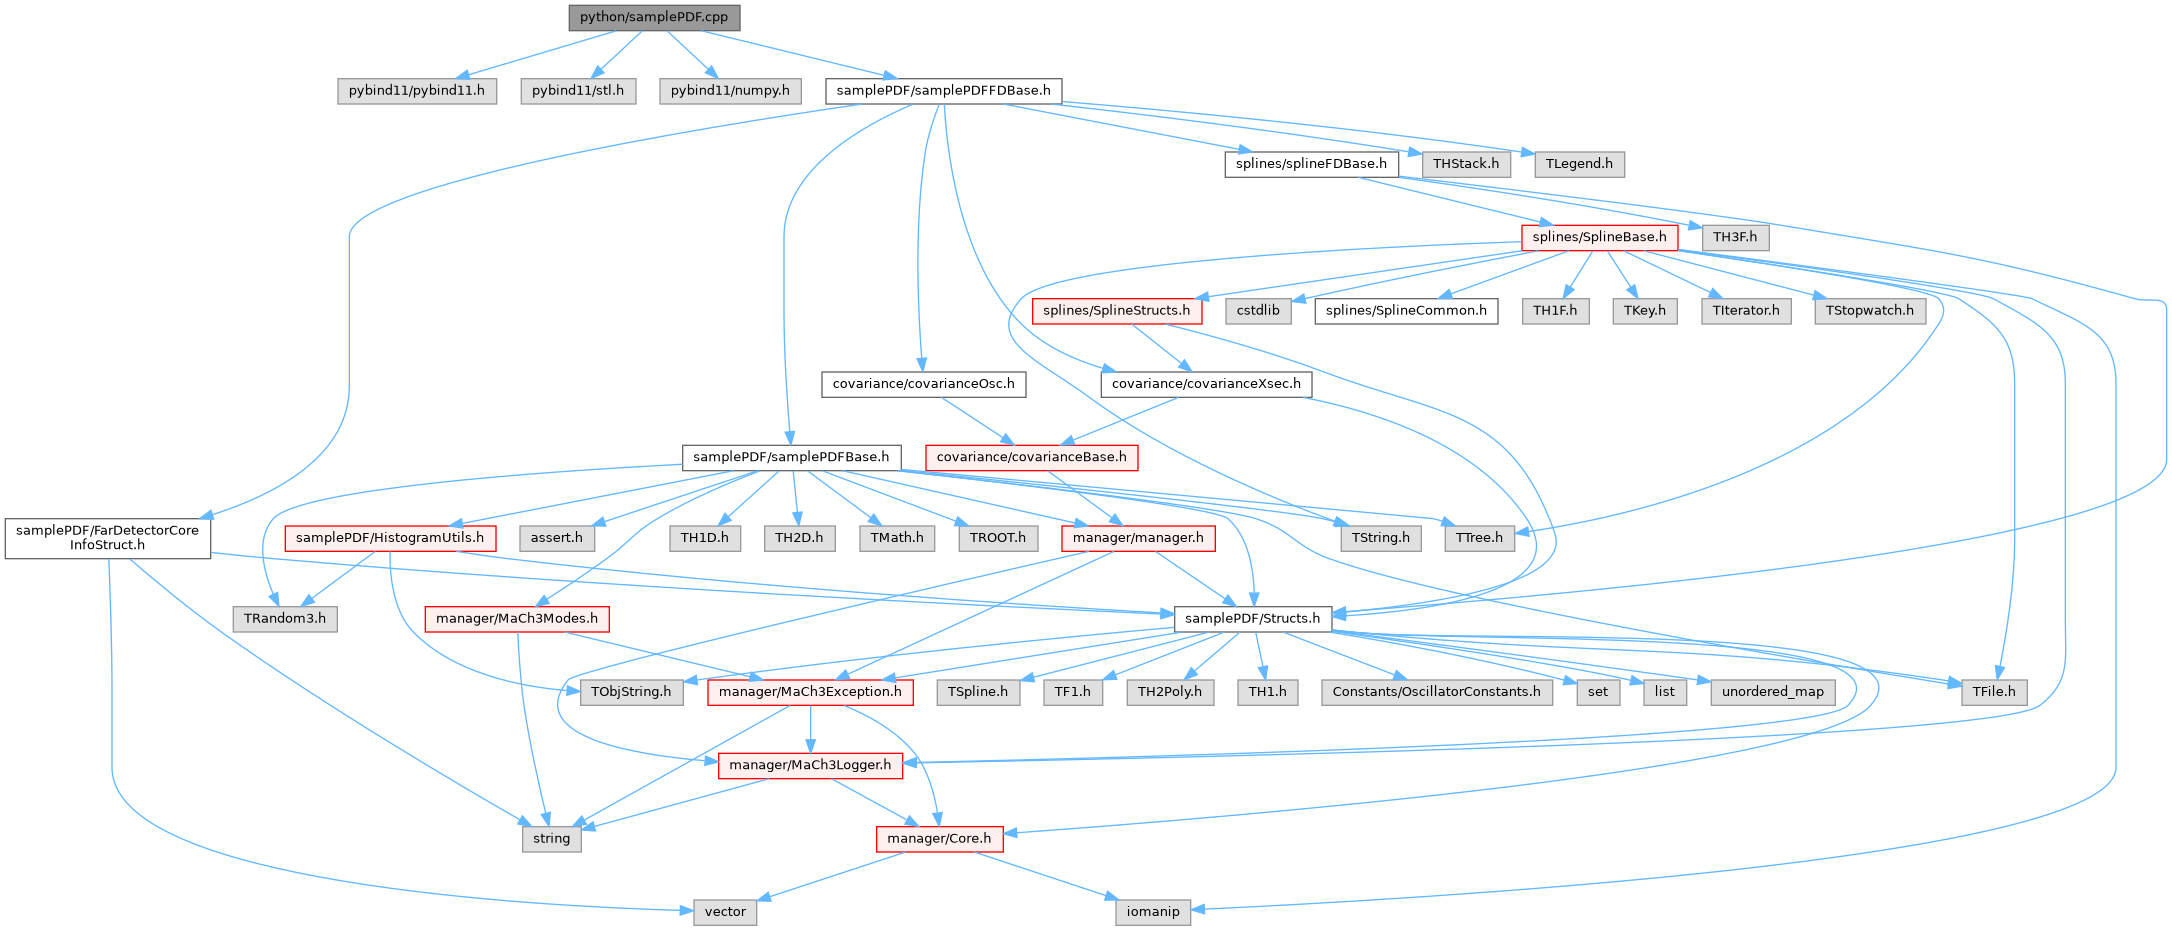 python/samplePDF.cpp
pybind11/pybind11.h
pybind11/stl.h
pybind11/numpy.h
samplePDF/samplePDFFDBase.h
splines/splineFDBase.h
THStack.h
TLegend.h
splines/SplineBase.h
TH3F.h
splines/SplineStructs.h
cstdlib
splines/SplineCommon.h
TH1F.h
TKey.h
TIterator.h
TStopwatch.h
covariance/covarianceOsc.h
covariance/covarianceXsec.h
samplePDF/samplePDFBase.h
covariance/covarianceBase.h
samplePDF/FarDetectorCore
InfoStruct.h
samplePDF/HistogramUtils.h
assert.h
TH1D.h
TH2D.h
TMath.h
TROOT.h
manager/manager.h
TString.h
TTree.h
TRandom3.h
manager/MaCh3Modes.h
samplePDF/Structs.h
TObjString.h
manager/MaCh3Exception.h
TSpline.h
TF1.h
TH2Poly.h
TH1.h
Constants/OscillatorConstants.h
set
list
unordered_map
TFile.h
manager/MaCh3Logger.h
string
manager/Core.h
vector
iomanip